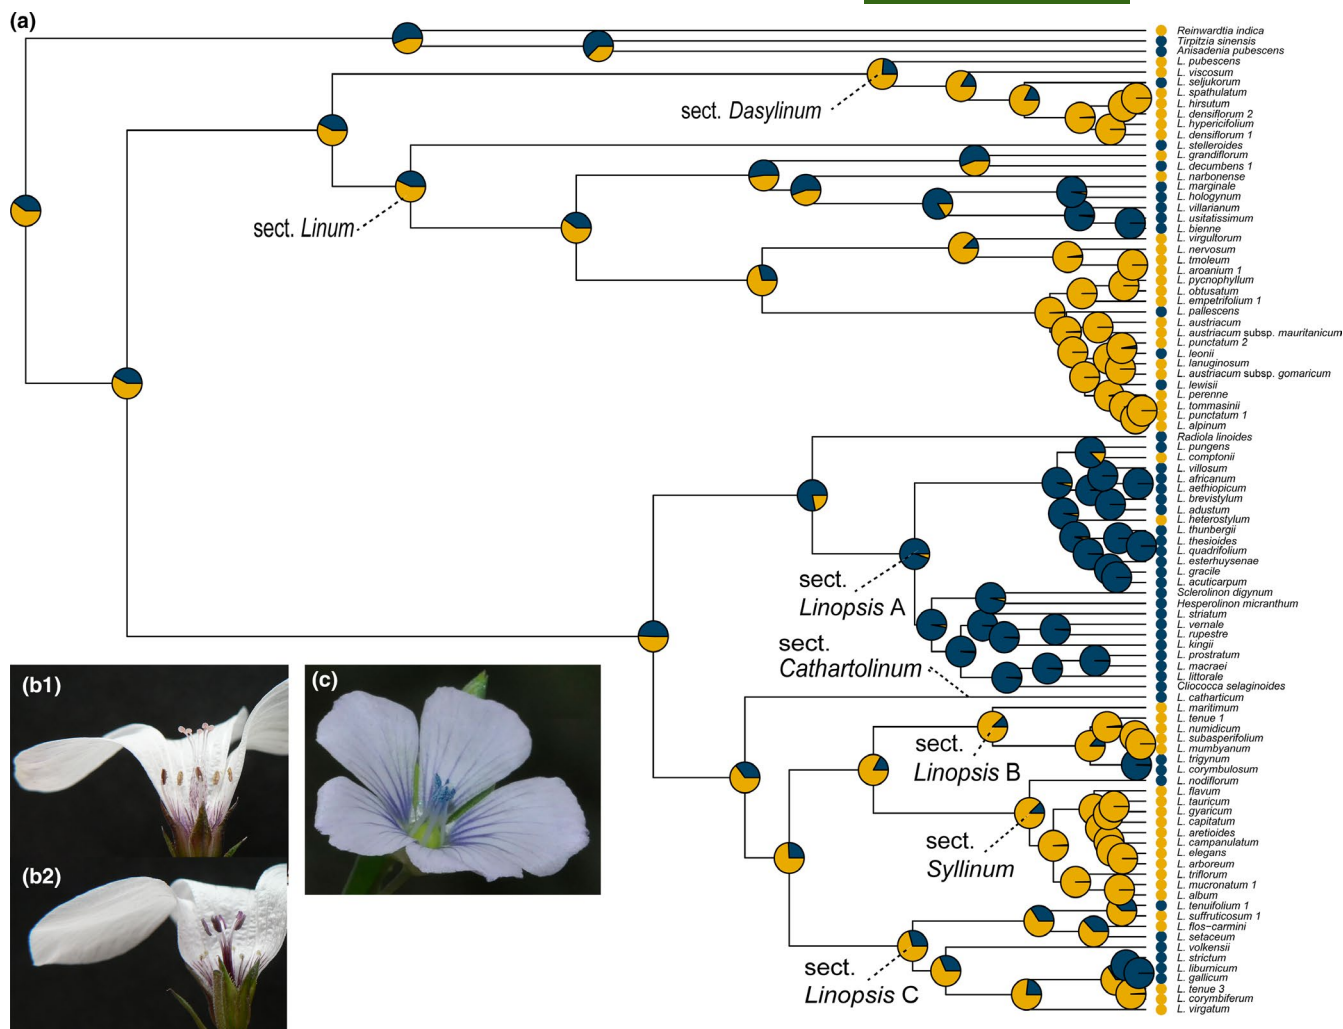 (a)
Reinwardtia indica
Tirpitzia sinensis
Anisadenia pubescens
L. pubescens
L. viscosum
L. seljukorum
L. spathulatum
L. hirsutum
L. densiflorum 2
L. hypericifolium
L. densiflorum 1
sect. Dasylinum
L. stelleroides
L. grandiflorum
L. decumbens 1
L. narbonense
L. marginale
L. hologynum
L. villarianum
L. usitatissimum
L. bienne
sect. Linum
L. virgultorum
L. nervosum
L. tmoleum
L. aroanium 1
L. pycnophyllum
L. obtusatum
L. empetrifolium 1
L. pallescens
L. austriacum
L. austriacum subsp. mauritanicum
L. punctatum 2
L. leonii
L. lanuginosum
L. austriacum subsp. gomaricum
L. lewisii
L. perenne
L. tommasinii
L. punctatum 1
L. alpinum
Radiola linoides
L. pungens
L. comptonii
L. villosum
L. africanum
L. aethiopicum
L. brevistylum
L. adustum
L. heterostylum
L. thunbergii
L. thesioides
L. quadrifolium
L. esterhuysenae
L. gracile
L. acuticarpum
sect.
Linopsis A
Sclerolinon digynum
Hesperolinon micranthum
L. striatum
L. vernale
L. rupestre
L. kingii
L. prostratum
L. macraei
L. littorale
Cliococca selaginoides
sect.
Cathartolinum
L. catharticum
L. maritimum
L. tenue 1
L. numidicum
L. subasperifolium
L. mumbyanum
L. trigynum
L. corymbulosum
sect.
Linopsis B
L. nodiflorum
L. flavum
L. tauricum
L. gyaricum
L. capitatum
L. aretioides
L. campanulatum
L. elegans
L. arboreum
L. triflorum
L. mucronatum 1
L. album
sect.
Syllinum
L. tenuifolium 1
L. suffruticosum 1
L. flos−carmini
L. setaceum
L. volkensii
L. strictum
L. liburnicum
L. gallicum
L. tenue 3
L. corymbiferum
L. virgatum
sect.
Linopsis C
(b1)
(b2)
(c)